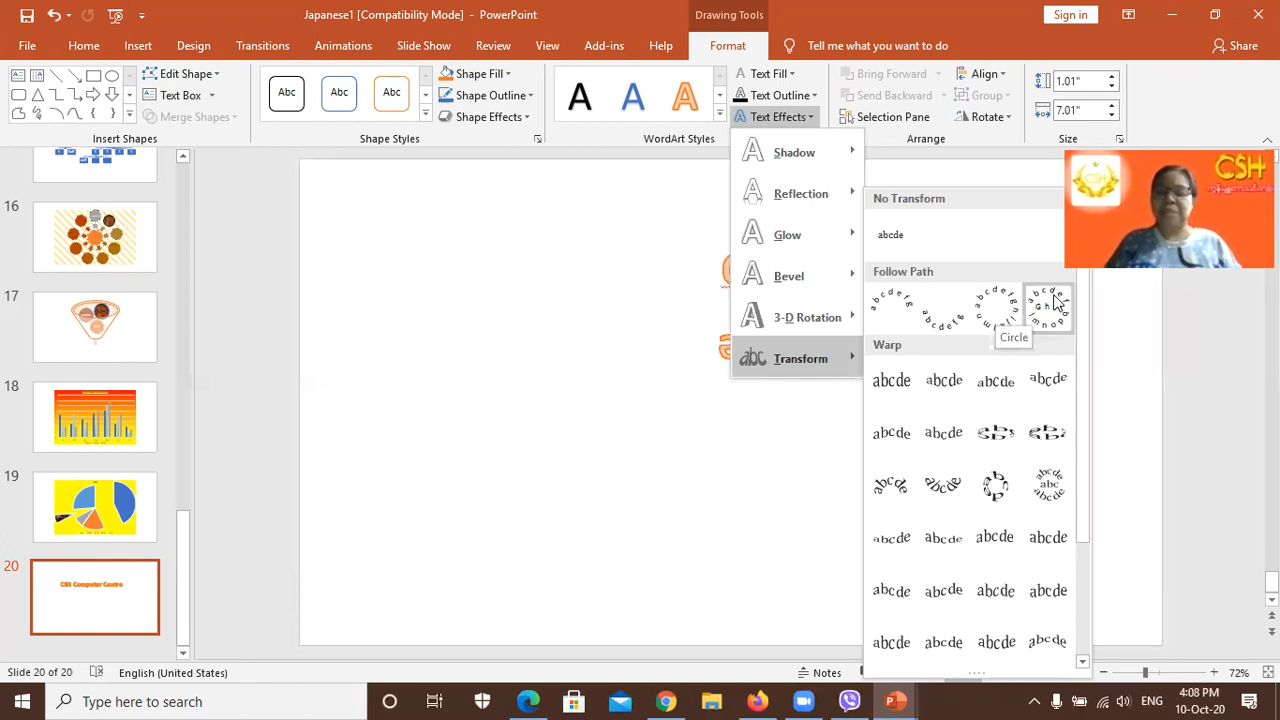 Japanese1 [Compatibility Mode] - PowerPoint
Drawing Tools
Sign in
File
Home
Insert
Design
Transitions
Animations
Slide Show
Review
View
Add-ins
Help
Format
Tell me what you want to do
Share
Edit Shape
Text Box
Merge Shapes
Insert Shapes
Abc
Abc
Abc
Shape Fill
Shape Outline
Shape Effects
Shape Styles
A
A
A
Text Fill
Text Outline
Text Effects
WordArt Styles
Bring Forward
Send Backward
Selection Pane
Align
Group
Rotate
Arrange
1.01"
7.01"
Size
Shadow
Reflection
Glow
Bevel
3-D Rotation
Transform
No Transform
abcde
Follow Path
Circle
Warp
abcde abcde abcde abcde
abcde abcde
abcde abcde
abcde abcde abcde abcde
abcde abcde abcde abcde
abcde abcde abcde abcde
CSH
CSH
16
17
18
19
20
CSH Computer Centre
Slide 20 of 20
English (United States)
Notes
72%
Type here to search
ENG
4:08 PM
10-Oct-20